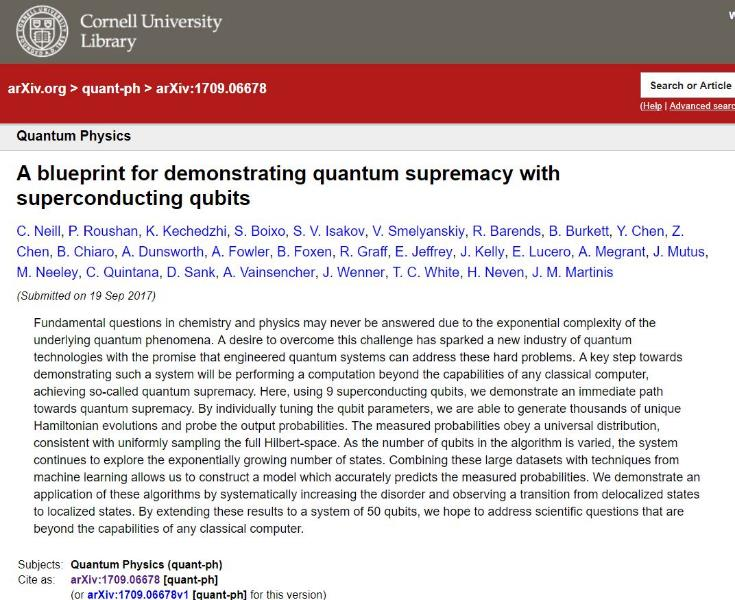 Cornell University
Library
W
arXiv.org > quant-ph > arXiv:1709.06678
Search or Article
(Help | Advanced searc
Quantum Physics
A blueprint for demonstrating quantum supremacy with
superconducting qubits
C. Neill, P. Roushan, K. Kechedzhi, S. Boixo, S. V. Isakov, V. Smelyanskiy, R. Barends, B. Burkett, Y. Chen, Z.
Chen, B. Chiaro, A. Dunsworth, A. Fowler, B. Foxen, R. Graff, E. Jeffrey, J. Kelly, E. Lucero, A. Megrant, J. Mutus,
M. Neeley, C. Quintana, D. Sank, A. Vainsencher, J. Wenner, T. C. White, H. Neven, J. M. Martinis
(Submitted on 19 Sep 2017)
Fundamental questions in chemistry and physics may never be answered due to the exponential complexity of the
underlying quantum phenomena. A desire to overcome this challenge has sparked a new industry of quantum
technologies with the promise that engineered quantum systems can address these hard problems. A key step towards
demonstrating such a system will be performing a computation beyond the capabilities of any classical computer,
achieving so-called quantum supremacy. Here, using 9 superconducting qubits, we demonstrate an immediate path
towards quantum supremacy. By individually tuning the qubit parameters, we are able to generate thousands of unique
Hamiltonian evolutions and probe the output probabilities. The measured probabilities obey a universal distribution,
consistent with uniformly sampling the full Hilbert-space. As the number of qubits in the algorithm is varied, the system
continues to explore the exponentially growing number of states. Combining these large datasets with techniques from
machine learning allows us to construct a model which accurately predicts the measured probabilities. We demonstrate an
application of these algorithms by systematically increasing the disorder and observing a transition from delocalized states
to localized states. By extending these results to a system of 50 qubits, we hope to address scientific questions that are
beyond the capabilities of any classical computer.
Subjects: Quantum Physics (quant-ph)
Cite as: arXiv:1709.06678 [quant-ph]
(or arXiv:1709.06678v1 [quant-ph] for this version)